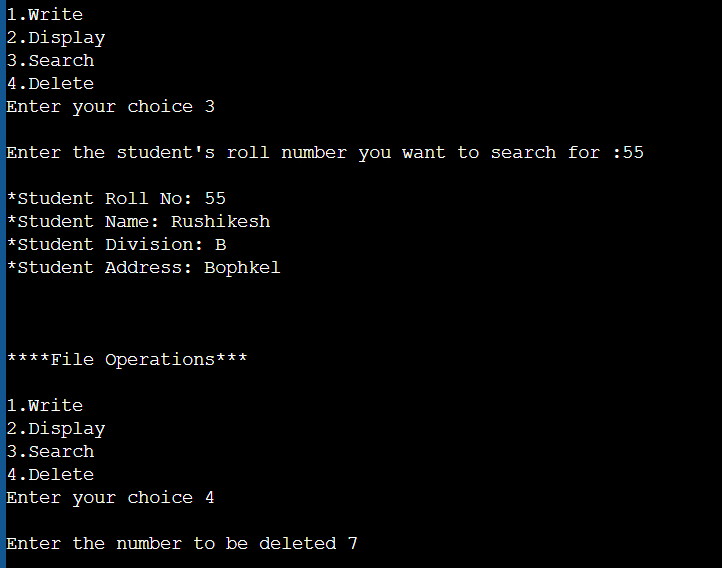 1.Write
2.Display
3.Search
4.Delete
Enter your choice 3
Enter the student's roll number you want to search for :55
*Student Roll No: 55
*Student Name: Rushikesh
*Student Division: B
*Student Address: Bophkel
****File Operations***
1.Write
2.Display
3.Search
4.Delete
Enter your choice 4
Enter the number to be deleted 7